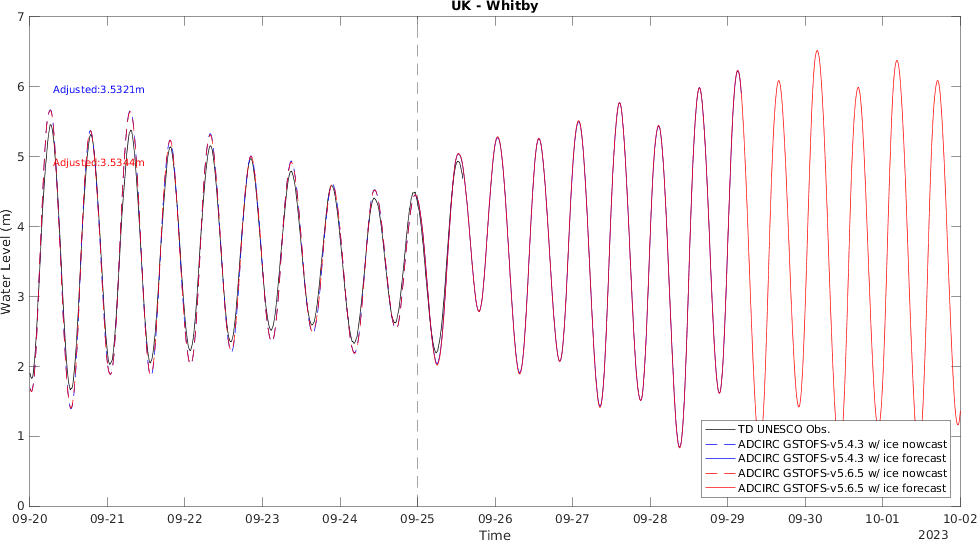 UK - Whitby
7
6
5
4
3
2
1
0
Water Level (m)
Adjusted:3.5321m
Adjusted:3.5344m
TD UNESCO Obs.
ADCIRC GSTOFS-v5.4.3 w/ ice nowcast
ADCIRC GSTOFS-v5.4.3 w/ ice forecast
ADCIRC GSTOFS-v5.6.5 w/ ice nowcast
ADCIRC GSTOFS-v5.6.5 w/ ice forecast
09-20 09-21 09-22 09-23 09-24 09-25 09-26 09-27 09-28 09-29 09-30 10-01 10-02
Time
2023